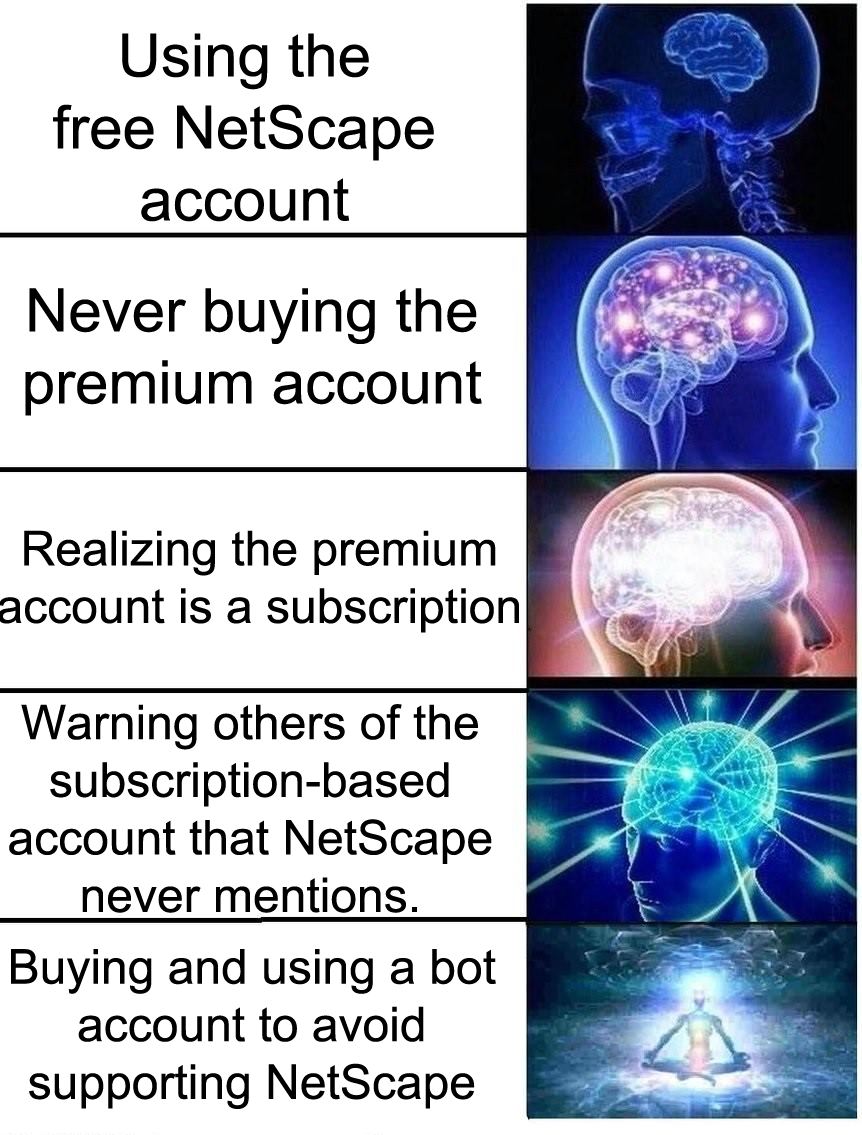 Using the
free NetScape
account
Never buying the
premium account
Realizing the premium
account is a subscription
Warning others of the
subscription-based
account that NetScape
never mentions.
Buying and using a bot
account to avoid
supporting NetScape